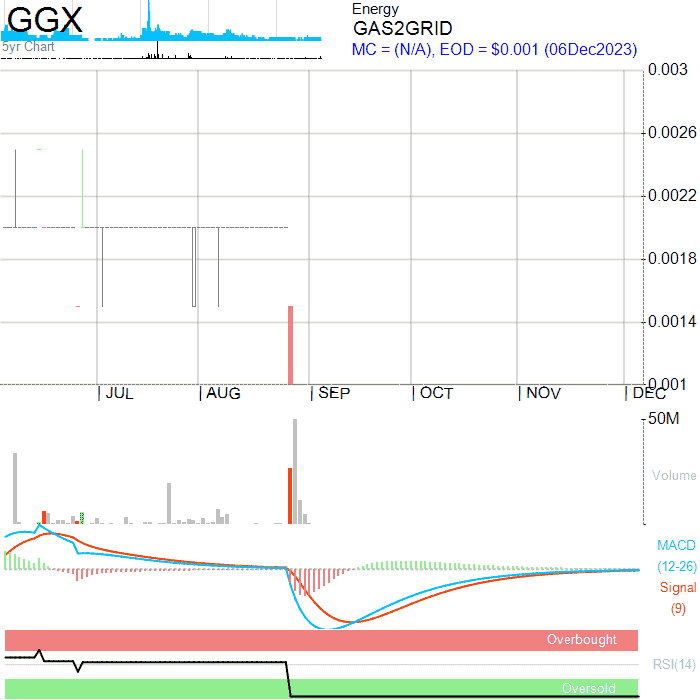 GGX
5yr Chart
Energy
GAS2GRID
MC = (N/A), EOD = $0.001 (06Dec2023)
0.003
0.0026
0.0022
0.0018
0.0014
0.001
JUL AUG SEP OCT NOV DEC
50M
Volume
MACD
(12-26)
Signal
(9)
Overbought
RSI(14)
Oversold